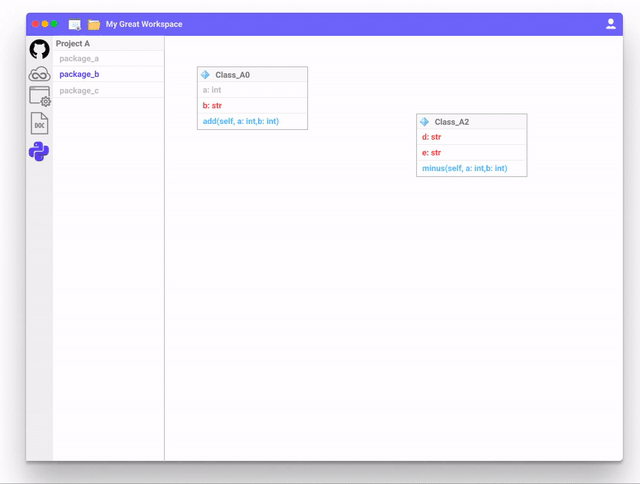 My Great Workspace
Project A
package_a
package_b
package_c
DOC
Class_A0
a: int
b: str
add(self, a: int,b: int)
Class_A2
d: str
e: str
minus(self, a: int,b: int)